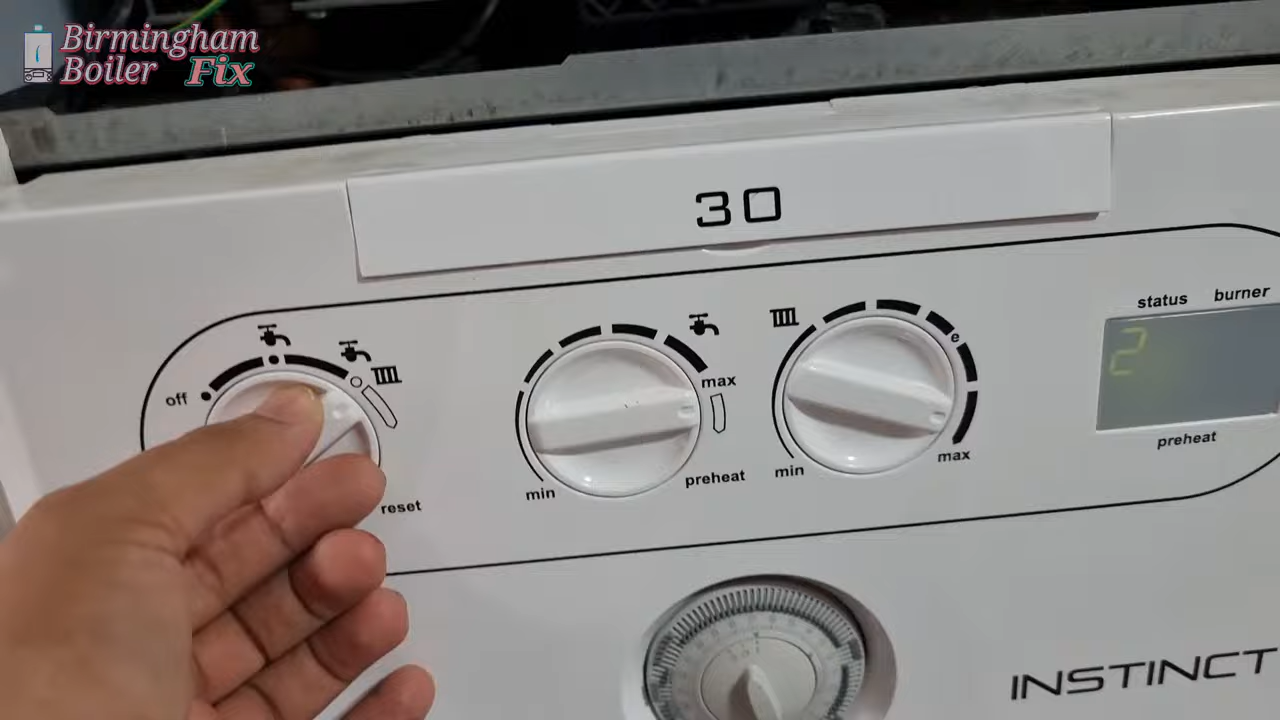 Birmingham
Boiler Fix
30
status burner
off
e
2
max
min
preheat
min
max
preheat
reset
INSTINCT